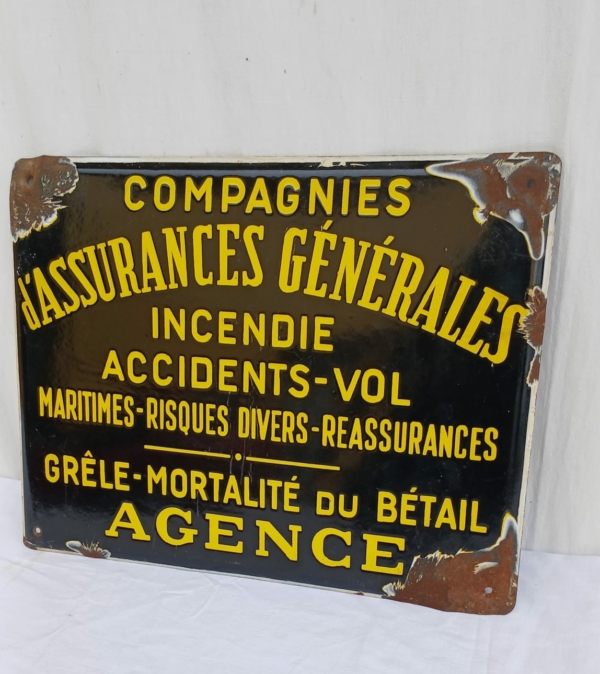 COMPAGNIES
d'ASSURANCES GÉNÉRALES
INCENDIE
ACCIDENTS-VOL
MARITIMES-RISQUES DIVERS-REASSURANCES
GRÊLE-MORTALITÉ DU BÉTAIL
AGENCE